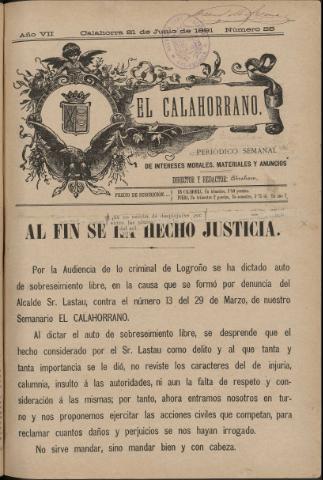 Año VII
Calahorra 21 de Junio de 1891
Número 25
EL CALAHORRANO.
PERIÓDICO SEMANAL
DE INTERESES MORALES, MATERIALES Y ANUNCIOS
DIRECTOR Y REDACTOR:
PRECIO DE SUSCRICIÓN
EN CALAHORRA, Un trimestre,
AL FIN SE HA HECHO JUSTICIA.
Por la Audiencia de lo criminal de Logroño se ha dictado auto
de sobreseimiento libre, en la causa que se formó por denuncia del
Alcalde Sr. Lastau, contra el número 13 del 29 de Marzo, de nuestro
Semanario EL CALAHORRANO.
Al dictar el auto de sobreseimiento libre, se desprende que el
hecho considerado por el Sr. Lastau como delito y al que tanta y
tanta importancia se le dió, no reviste los caracteres del de injuria,
calumnia, insulto á las autoridades, ni aun la falta de respeto y con-
sideración á las mismas; por tanto, ahora entramos nosotros en tur-
no y nos proponemos ejercitar las acciones civiles que competan, para
reclamar cuantos daños y perjuicios se nos hayan irrogado.
No sirve mandar, sino mandar bien y con cabeza.